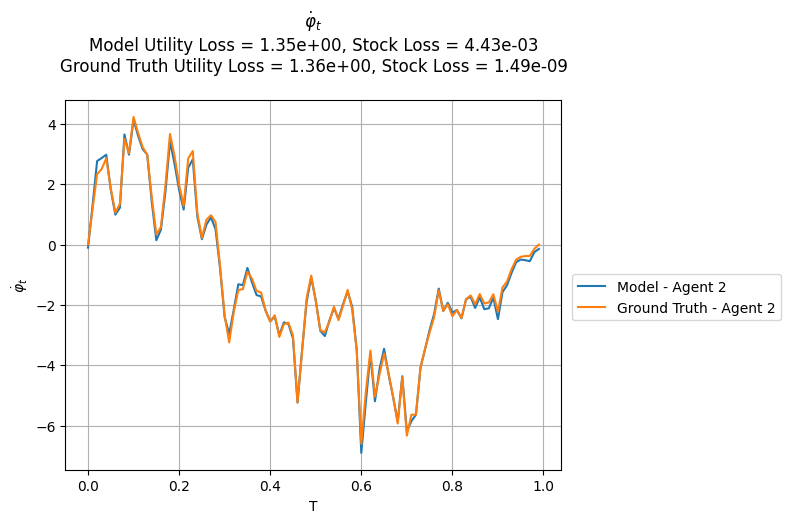 φ̇ₜ
Model Utility Loss = 1.35e+00, Stock Loss = 4.43e-03
Ground Truth Utility Loss = 1.36e+00, Stock Loss = 1.49e-09
φ̇ₜ
4
2
0
−2
−4
−6
0.0 0.2 0.4 0.6 0.8 1.0
T
Model - Agent 2
Ground Truth - Agent 2